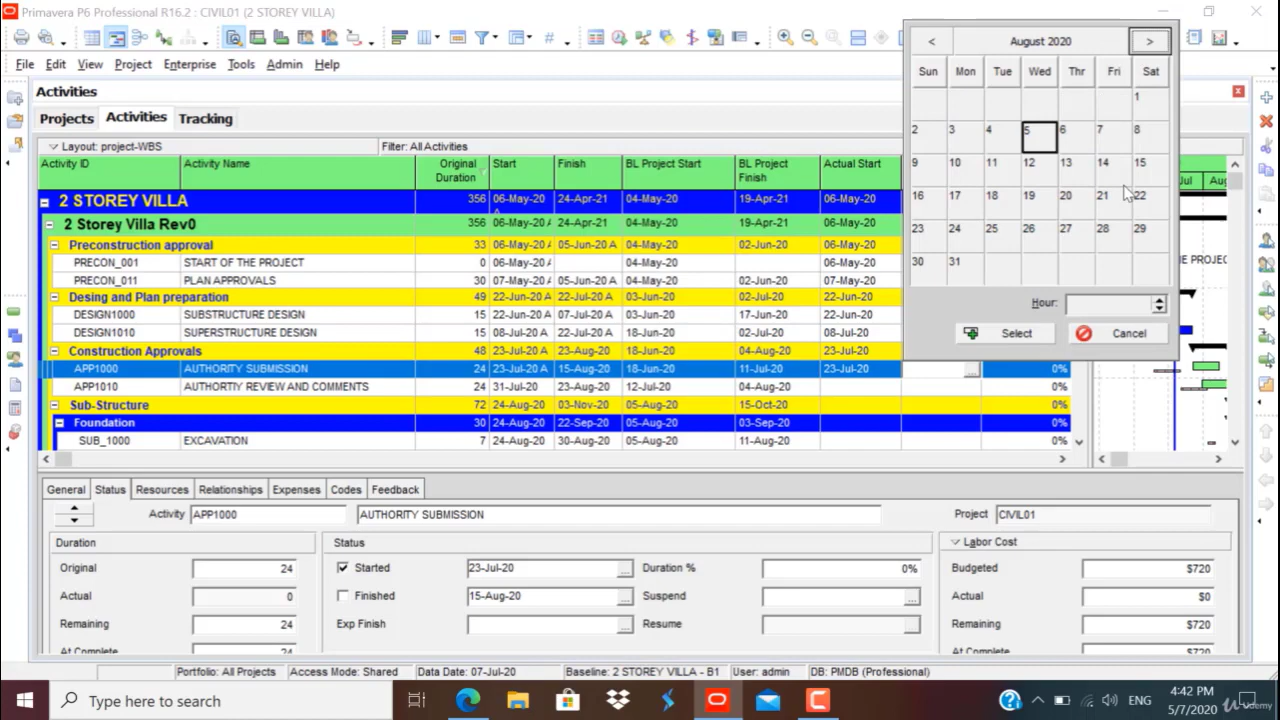 Primavera P6 Professional R16.2 : CIVIL01 (2 STOREY VILLA)
File Edit View Project Enterprise Tools Admin Help
Activities
Projects Activities Tracking
Layout: project-WBS Filter: All Activities
Activity ID Activity Name Original Duration Start Finish BL Project Start BL Project Finish Actual Start
2 STOREY VILLA 356 06-May-20 24-Apr-21 04-May-20 19-Apr-21 06-May-20
2 Storey Villa Rev0 356 06-May-20 24-Apr-21 04-May-20 19-Apr-21 06-May-20
Preconstruction approval 33 06-May-20 A 05-Jun-20 A 04-May-20 02-Jun-20 06-May-20
PRECON_001 START OF THE PROJECT 0 06-May-20 A 04-May-20 06-May-20
PRECON_011 PLAN APPROVALS 30 07-May-20 05-Jun-20 A 04-May-20 02-Jun-20 07-May-20
Desing and Plan preparation 49 22-Jun-20 A 22-Jul-20 A 03-Jun-20 02-Jul-20 22-Jun-20
DESIGN1000 SUBSTRUCTURE DESIGN 15 22-Jun-20 A 07-Jul-20 A 03-Jun-20 17-Jun-20 22-Jun-20
DESIGN1010 SUPERSTRUCTURE DESIGN 15 08-Jul-20 A 22-Jul-20 A 18-Jun-20 02-Jul-20 08-Jul-20
Construction Approvals 48 23-Jul-20 A 23-Aug-20 18-Jun-20 04-Aug-20 23-Jul-20
APP1000 AUTHORITY SUBMISSION 24 23-Jul-20 A 15-Aug-20 18-Jun-20 11-Jul-20 23-Jul-20 0%
APP1010 AUTHORTIY REVIEW AND COMMENTS 24 31-Jul-20 23-Aug-20 12-Jul-20 04-Aug-20 0%
Sub-Structure 72 24-Aug-20 03-Nov-20 05-Aug-20 15-Oct-20 0%
Foundation 30 24-Aug-20 22-Sep-20 05-Aug-20 03-Sep-20 0%
SUB_1000 EXCAVATION 7 24-Aug-20 30-Aug-20 05-Aug-20 11-Aug-20 0%
< August 2020 >
Sun Mon Tue Wed Thr Fri Sat
1
2 3 4 5 6 7 8
9 10 11 12 13 14 15
16 17 18 19 20 21 22
23 24 25 26 27 28 29
30 31
Hour:
Select Cancel
General Status Resources Relationships Expenses Codes Feedback
Activity APP1000 AUTHORITY SUBMISSION Project CIVIL01
Duration Status Labor Cost
Original 24 Started 23-Jul-20 Duration % 0% Budgeted $720
Actual 0 Finished 15-Aug-20 Suspend Actual $0
Remaining 24 Exp Finish Resume Remaining $720
At Complete 24 At Complete $720
Portfolio: All Projects Access Mode: Shared Data Date: 07-Jul-20 Baseline: 2 STOREY VILLA - B1 User: admin DB: PMDB (Professional)
Type here to search ENG 4:42 PM
5/7/2020
Udemy